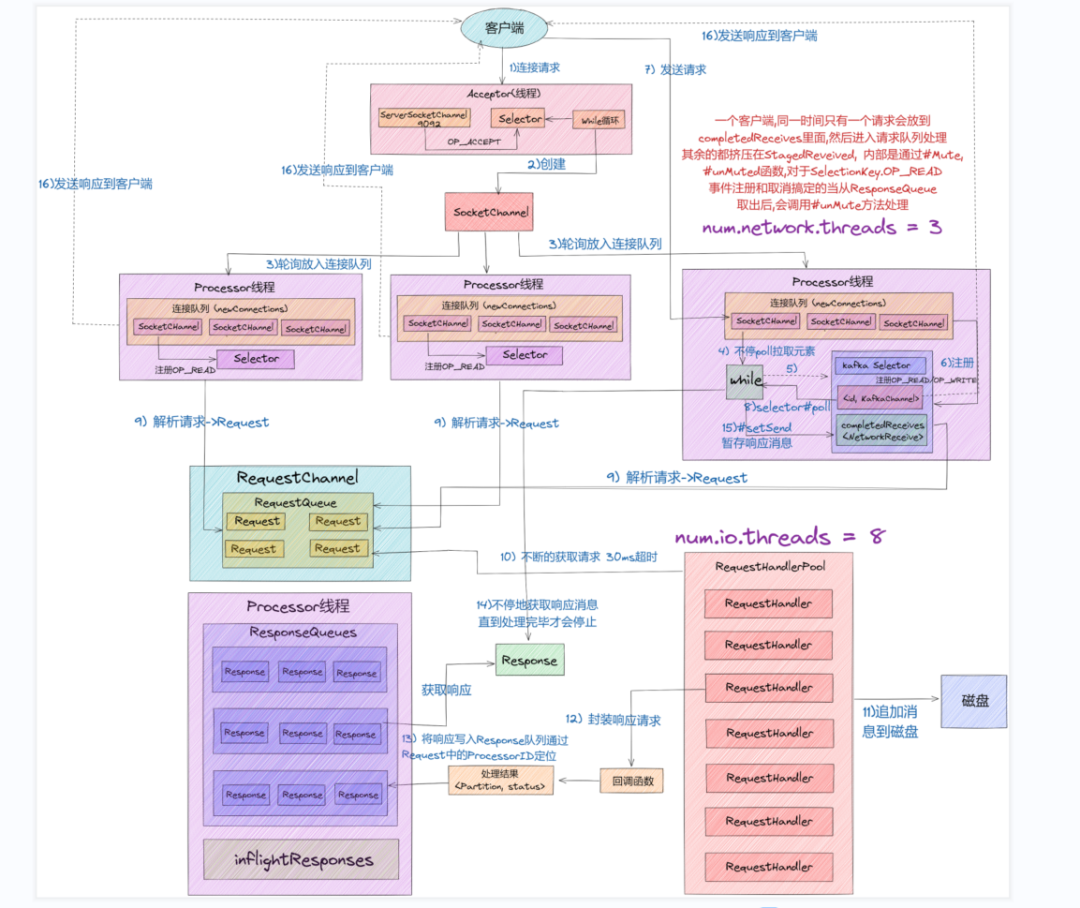 客户端
16)发送响应到客户端
1)连接请求
7) 发送请求
Acceptor(线程)
ServerSocketChannel
9092
Selector
While循环
OP_ACCEPT
一个客户端,同一时间只有一个请求会放到
completedReceives里面,然后进入请求队列处理
其余的都挤压在StagedReveived, 内部是通过#Mute,
#unMuted函数,对于SelectionKey.OP_READ
事件注册和取消搞定的当从ResponseQueue
取出后,会调用#unMute方法处理
num.network.threads = 3
16)发送响应到客户端
16)发送响应到客户端
2)创建
SocketChannel
3)轮询放入连接队列
3)轮询放入连接队列
Processor线程
连接队列 (newConnections)
SocketCHannel
SocketCHannel
SocketCHannel
Selector
注册OP_READ
Processor线程
连接队列 (newConnections)
SocketCHannel
SocketCHannel
SocketCHannel
Selector
注册OP_READ
Processor线程
连接队列 (newConnections)
SocketCHannel
SocketCHannel
SocketCHannel
4) 不停poll拉取元素
while
5)
6)注册
kafka Selector
注册OP_READ/OP_WRITE
<id, KafkaChannel>
8)selector#poll
15)#setSend
暂存响应消息
completedReceives
<NetworkReceive>
9) 解析请求->Request
9) 解析请求->Request
9) 解析请求->Request
RequestChannel
RequestQueue
Request
Request
Request
Request
10) 不断的获取请求 30ms超时
num.io.threads = 8
RequestHandlerPool
RequestHandler
RequestHandler
RequestHandler
RequestHandler
RequestHandler
RequestHandler
RequestHandler
11)追加消
息到磁盘
磁盘
Processor线程
ResponseQueues
Response
Response
Response
Response
Response
Response
Response
Response
Response
inflightResponses
14)不停地获取响应消息
直到处理完毕才会停止
Response
获取响应
12) 封装响应请求
13) 将响应写入Response队列通过
Request中的ProcessorID定位
处理结果
<Partition, status>
回调函数